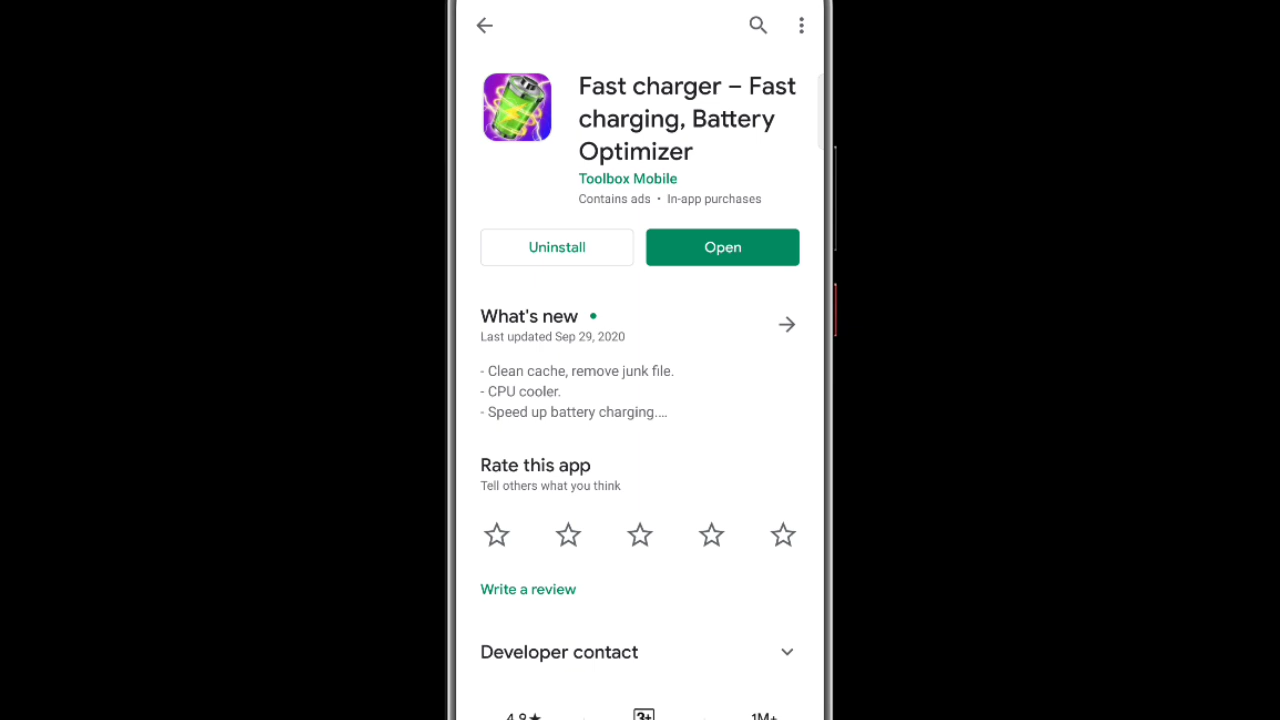 Fast charger – Fast
charging, Battery
Optimizer
Toolbox Mobile
Contains ads • In-app purchases
Uninstall
Open
What's new
Last updated Sep 29, 2020
- Clean cache, remove junk file.
- CPU cooler.
- Speed up battery charging....
Rate this app
Tell others what you think
Write a review
Developer contact
3+
1M+